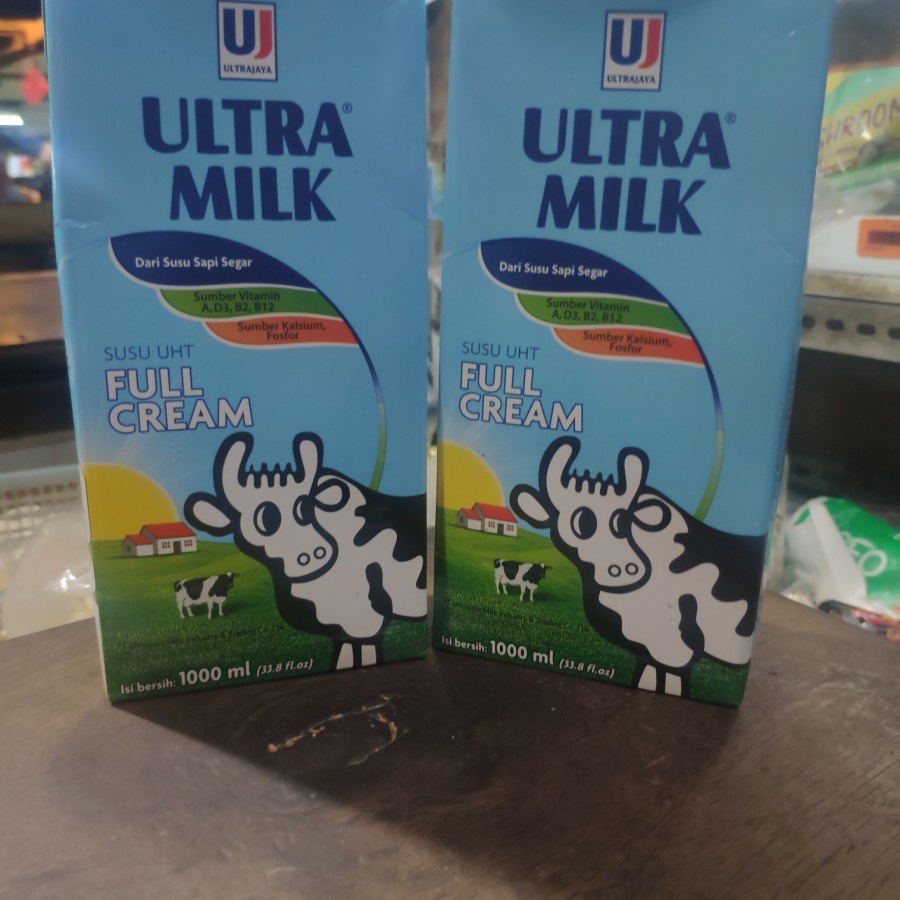 UJ
ULTRAJAYA
ULTRA®
MILK
Dari Susu Sapi Segar
Sumber Vitamin
A, D3, B2, B12
Sumber Kalsium,
Fosfor
SUSU UHT
FULL
CREAM
Isi bersih: 1000 ml (33.8 fl.oz)
UJ
ULTRAJAYA
ULTRA®
MILK
Dari Susu Sapi Segar
Sumber Vitamin
A, D3, B2, B12
Sumber Kalsium,
Fosfor
SUSU UHT
FULL
CREAM
Isi bersih: 1000 ml (33.8 fl.oz)